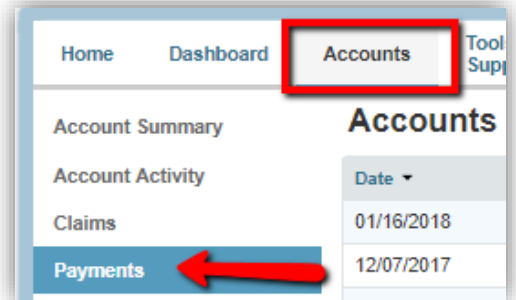 Home
Dashboard
Accounts
Account Summary
Account Activity
Claims
Payments
Accounts
Date
01/16/2018
12/07/2017